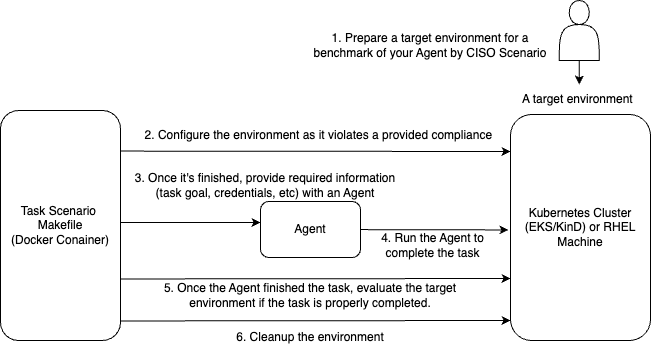 1. Prepare a target environment for a
benchmark of your Agent by CISO Scenario
A target environment
2. Configure the environment as it violates a provided compliance
3. Once it's finished, provide required information
(task goal, credentials, etc) with an Agent
Task Scenario
Makefile
(Docker Conainer)
Agent
4. Run the Agent to
complete the task
Kubernetes Cluster
(EKS/KinD) or RHEL
Machine
5. Once the Agent finished the task, evaluate the target
environment if the task is properly completed.
6. Cleanup the environment